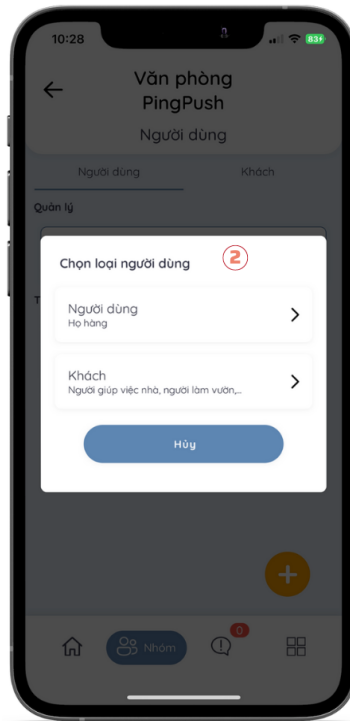 10:28
83+
Văn phòng
PingPush
Người dùng
Người dùng
Khách
Quản lý
Chọn loại người dùng
2
T
Người dùng
Họ hàng
Khách
Người giúp việc nhà, người làm vườn,...
Hủy
+
Nhóm
0